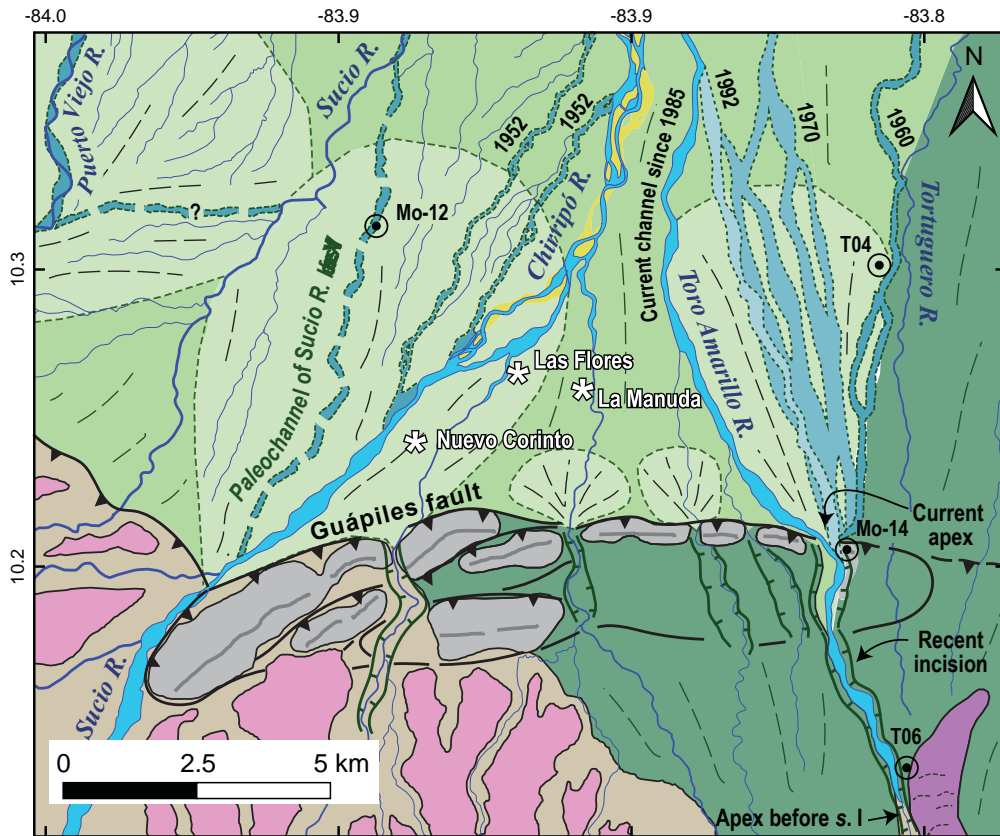 -84.0 -83.9 -83.9 -83.8
N
Puerto Viejo R.
Sucio R.
1952
1952
Chirripò R.
Current channel since 1985
1992
1970
1960
Tortuguero R.
?
Mo-12
T04
10.3
Paleochannel of Sucio R.
Toro Amarillo R.
Las Flores
La Manuda
Nuevo Corinto
Guápiles fault
Current
apex
Mo-14
10.2
Recent
incision
Sucio R.
T06
0 2.5 5 km
Apex before s. I